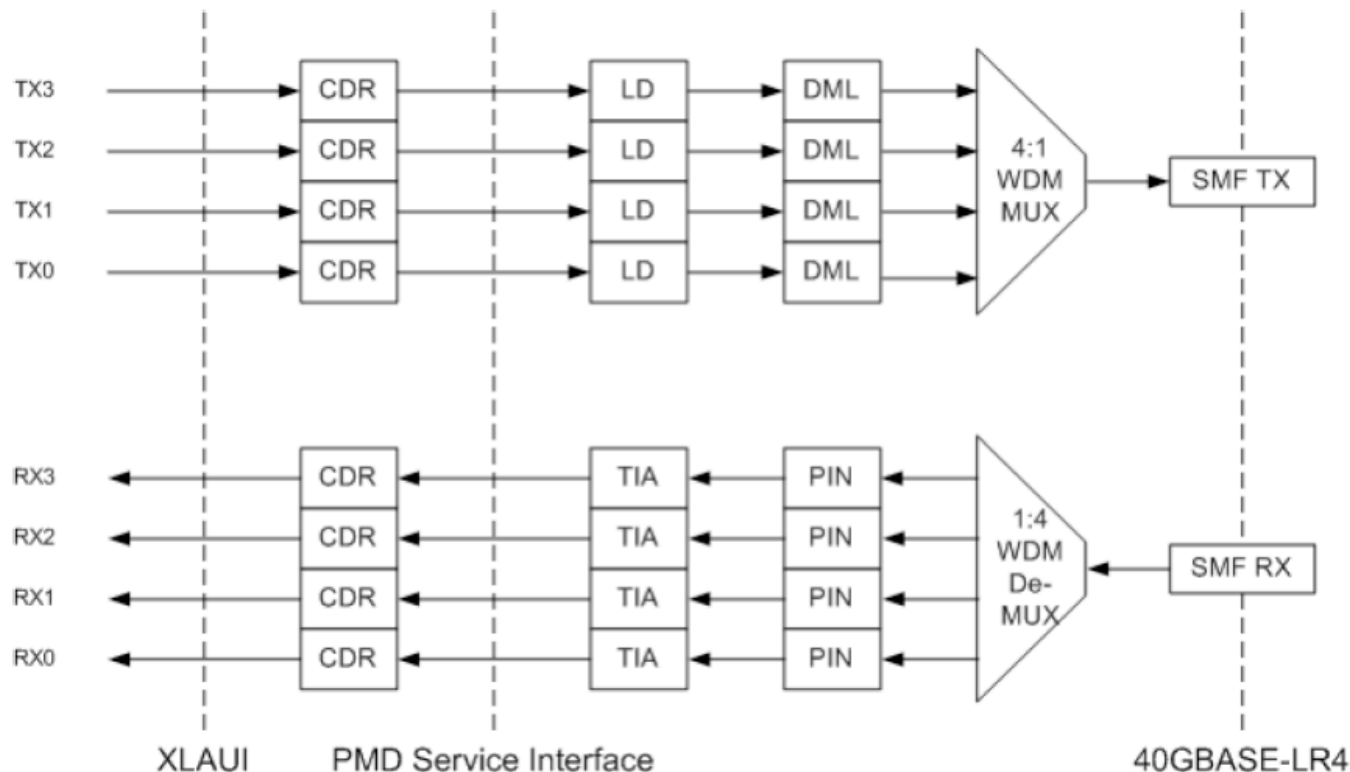 TX3 CDR LD DML
TX2 CDR LD DML
TX1 CDR LD DML
TX0 CDR LD DML
4:1
WDM
MUX
SMF TX
RX3 CDR TIA PIN
RX2 CDR TIA PIN
RX1 CDR TIA PIN
RX0 CDR TIA PIN
1:4
WDM
De-
MUX
SMF RX
XLAUI PMD Service Interface 40GBASE-LR4